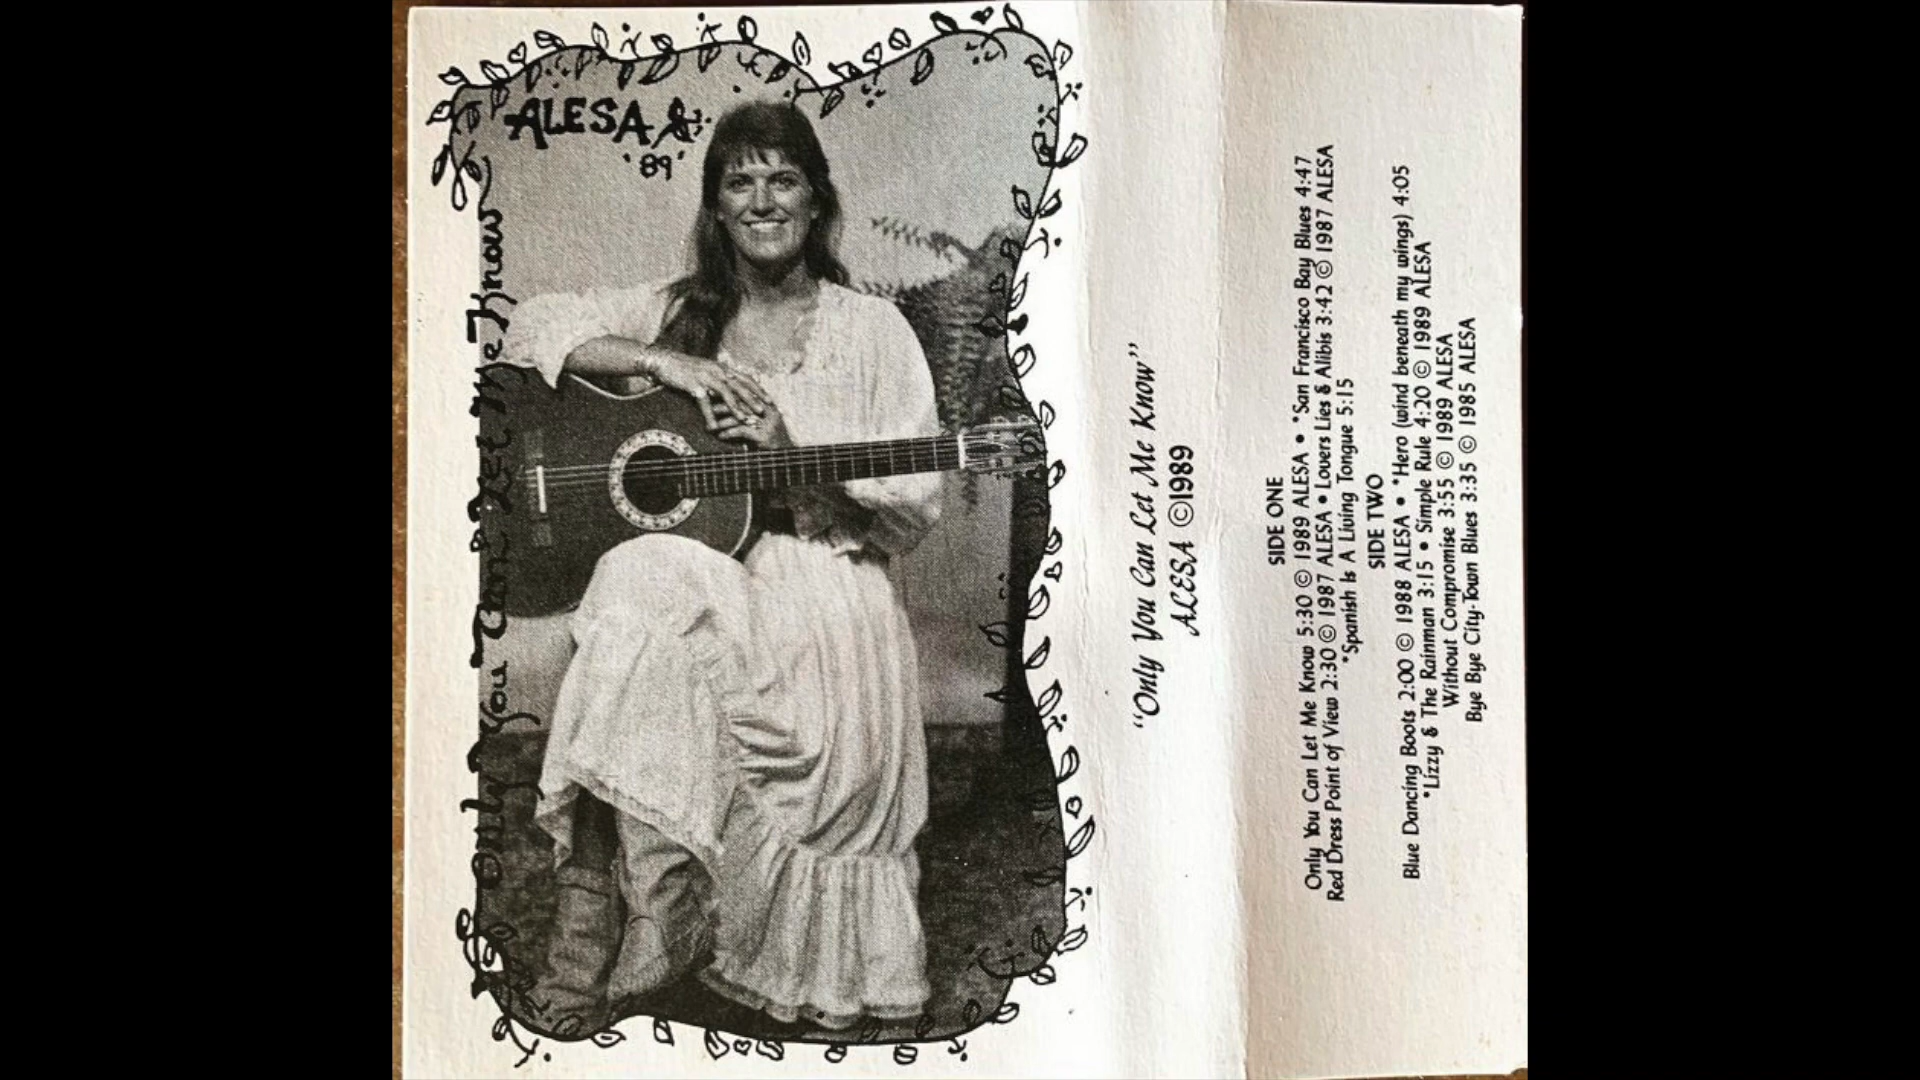 ALESA &
'89'
Only You Can Let Me Know
"Only You Can Let Me Know"
ALESA ©1989
SIDE ONE
Only You Can Let Me Know 5:30 © 1989 ALESA • *San Francisco Bay Blues 4:47
Red Dress Point of View 2:30 © 1987 ALESA • Lovers Lies & Alibis 3:42 © 1987 ALESA
*Spanish Is A Living Tongue 5:15
SIDE TWO
Blue Dancing Boots 2:00 © 1988 ALESA • *Hero (wind beneath my wings) 4:05
*Lizzy & The Rainman 3:15 • Simple Rule 4:20 © 1989 ALESA
Without Compromise 3:55 © 1989 ALESA
Bye Bye City-Town Blues 3:35 © 1985 ALESA